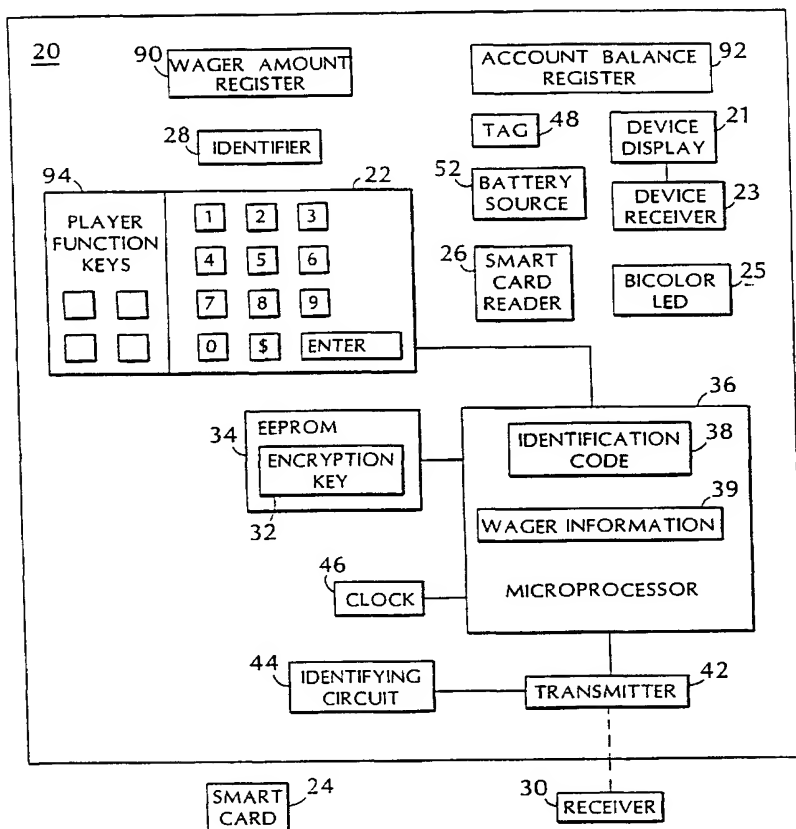 20
90
WAGER AMOUNT
REGISTER
ACCOUNT BALANCE
REGISTER
92
28
IDENTIFIER
TAG
48
DEVICE
DISPLAY
21
52
BATTERY
SOURCE
DEVICE
RECEIVER
23
94
22
PLAYER
FUNCTION
KEYS
1 2 3
4 5 6
7 8 9
0 $ ENTER
26
SMART
CARD
READER
BICOLOR
LED
25
36
34
EEPROM
ENCRYPTION
KEY
32
IDENTIFICATION
CODE
38
39
WAGER INFORMATION
MICROPROCESSOR
46
CLOCK
44
IDENTIFYING
CIRCUIT
TRANSMITTER
42
SMART
CARD
24
30
RECEIVER